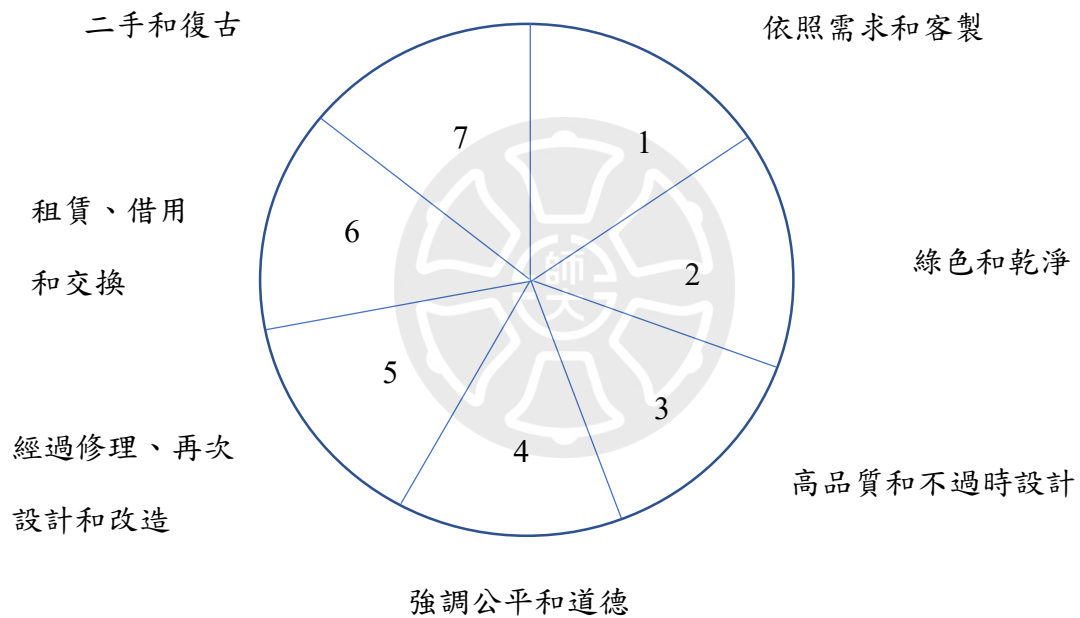 二手和復古
依照需求和客製
7
1
租賃、借用
和交換
6
2
綠色和乾淨
師大
5
3
4
經過修理、再次
設計和改造
高品質和不過時設計
強調公平和道德